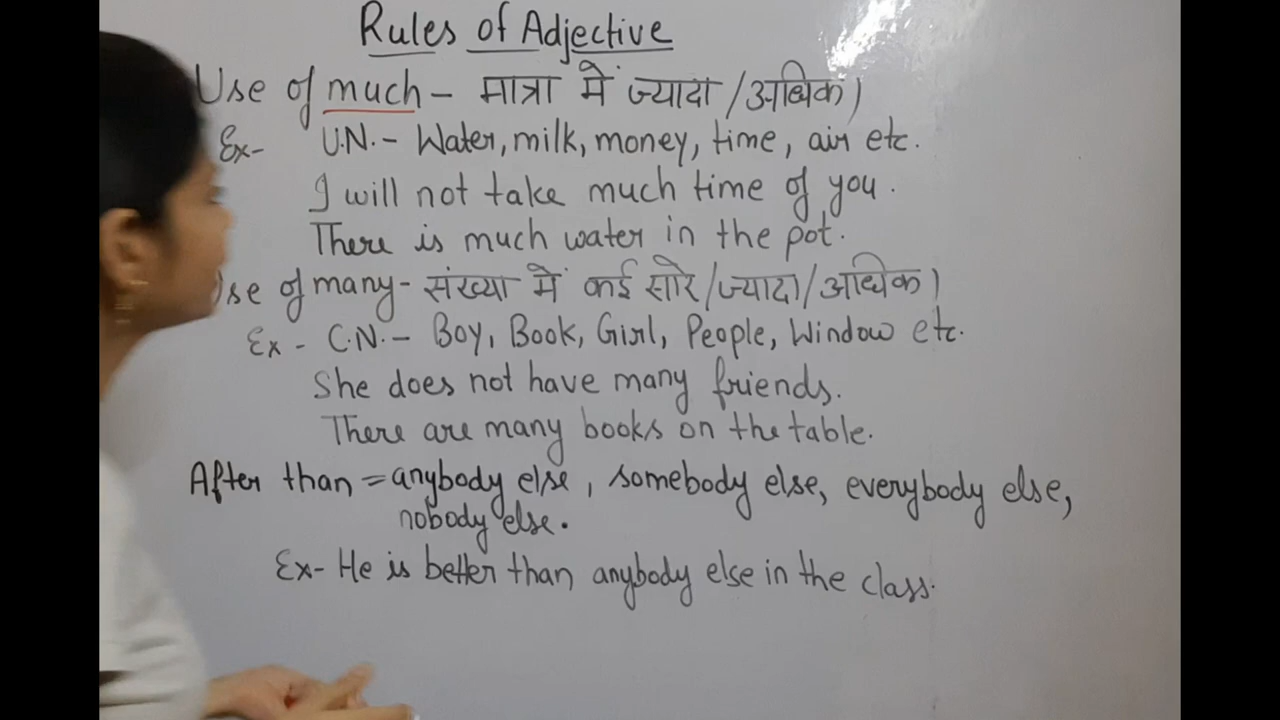 Rules of Adjective
Use of much - मात्रा में ज्यादा /अधिक।
Ex- U.N. - Water, milk, money, time, air etc.
I will not take much time of you.
There is much water in the pot.
Use of many - संख्या में कई सारे /ज्यादा/अधिक।
Ex - C.N. - Boy, Book, Girl, People, Window etc.
She does not have many friends.
There are many books on the table.
After than = anybody else, somebody else, everybody else,
nobody else.
Ex- He is better than anybody else in the class.